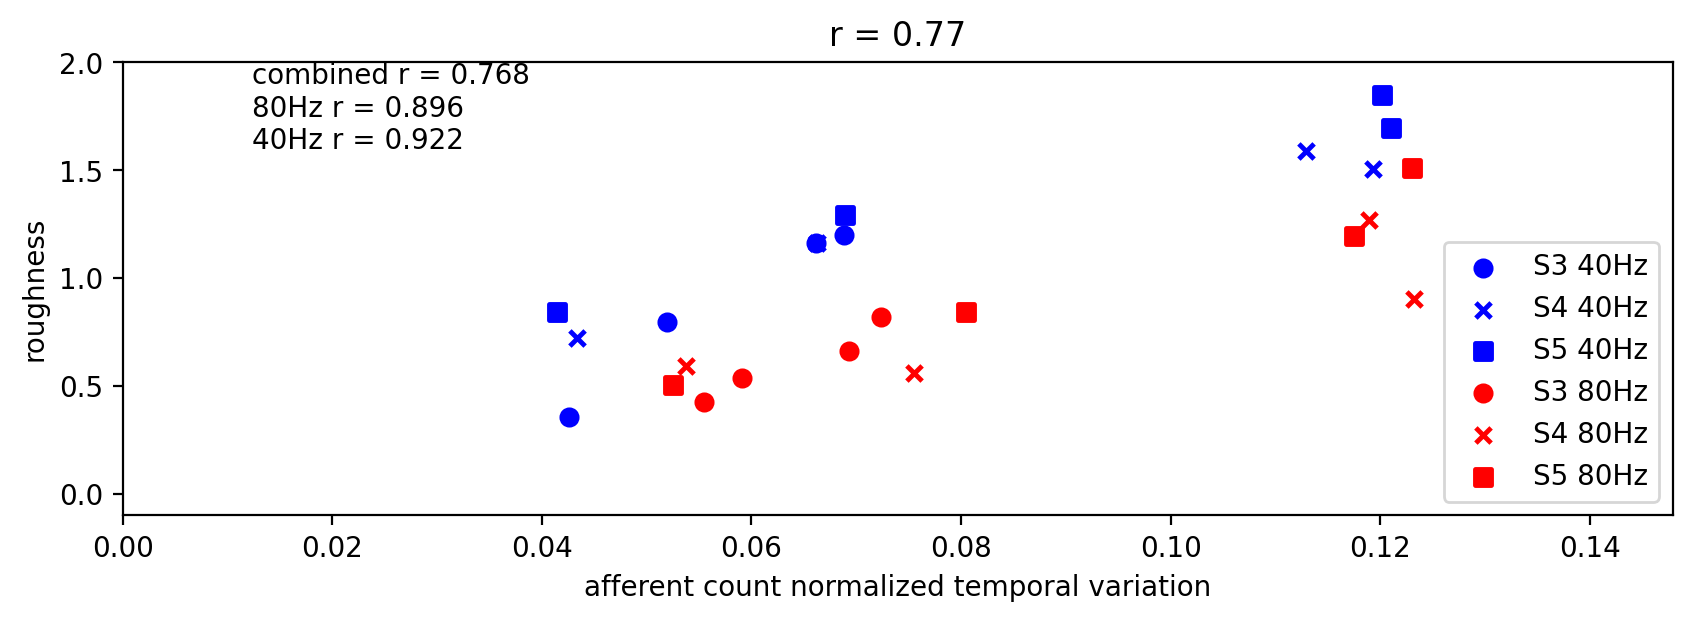 r = 0.77
combined r = 0.768
80Hz r = 0.896
40Hz r = 0.922
2.0
1.5
1.0
0.5
0.0
roughness
S3 40Hz
S4 40Hz
S5 40Hz
S3 80Hz
S4 80Hz
S5 80Hz
0.00 0.02 0.04 0.06 0.08 0.10 0.12 0.14
afferent count normalized temporal variation